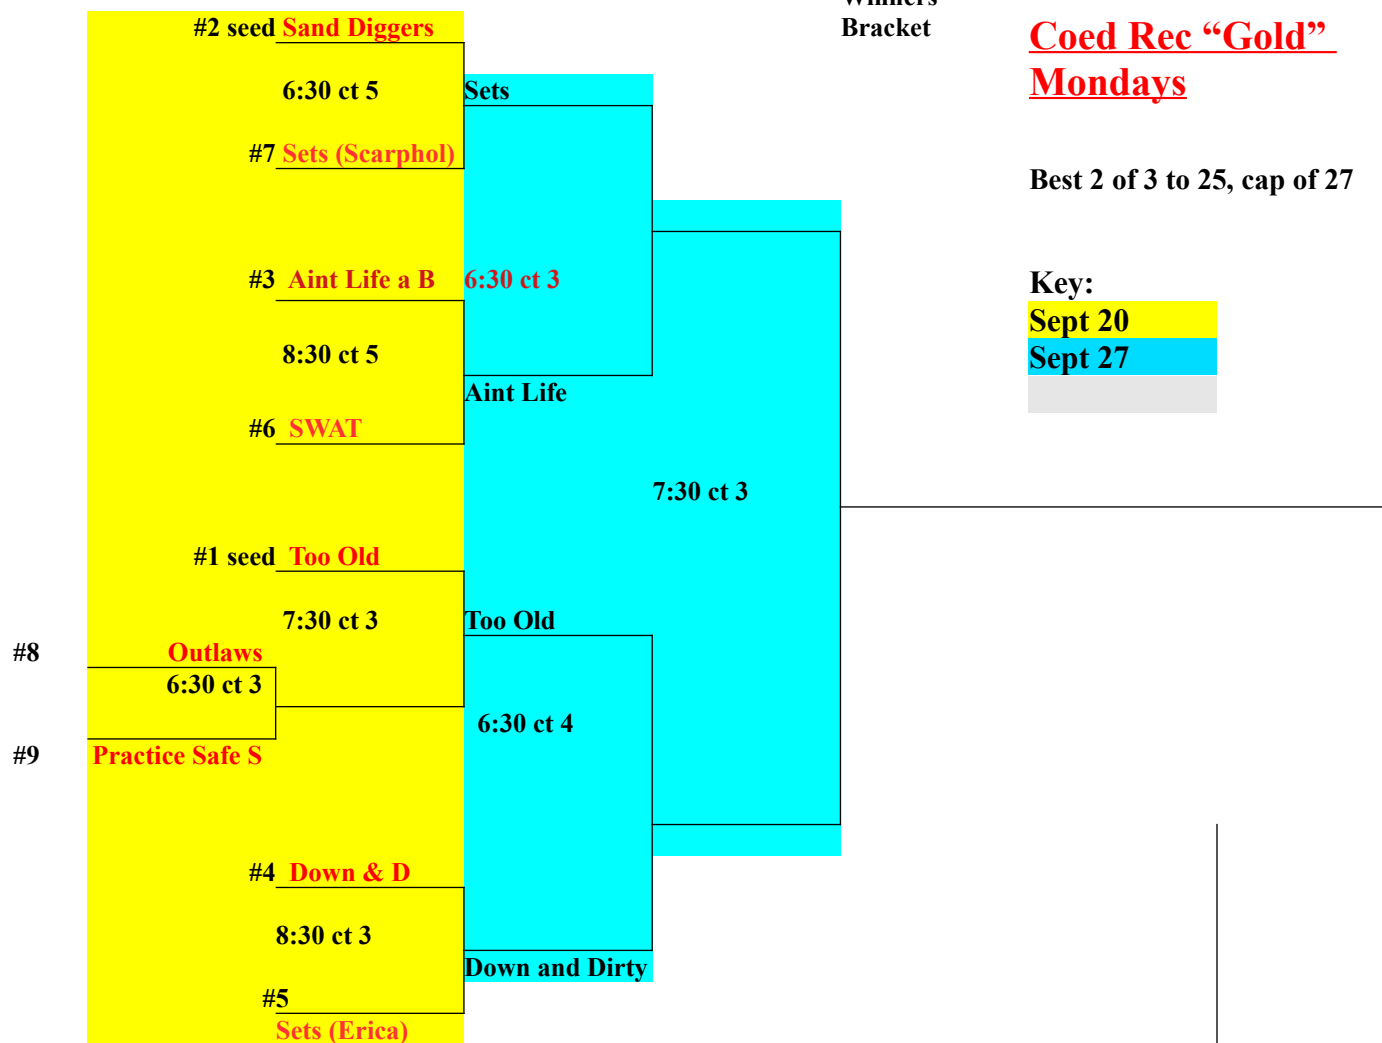 Winners
Bracket
#2 seed Sand Diggers
6:30 ct 5
Sets
#7 Sets (Scarphol)
#3 Aint Life a B
6:30 ct 3
8:30 ct 5
Aint Life
#6 SWAT
7:30 ct 3
#1 seed Too Old
7:30 ct 3
Too Old
#8 Outlaws
6:30 ct 3
6:30 ct 4
#9 Practice Safe S
#4 Down & D
8:30 ct 3
Down and Dirty
#5
Sets (Erica)
Coed Rec “Gold”
Mondays
Best 2 of 3 to 25, cap of 27
Key:
Sept 20
Sept 27